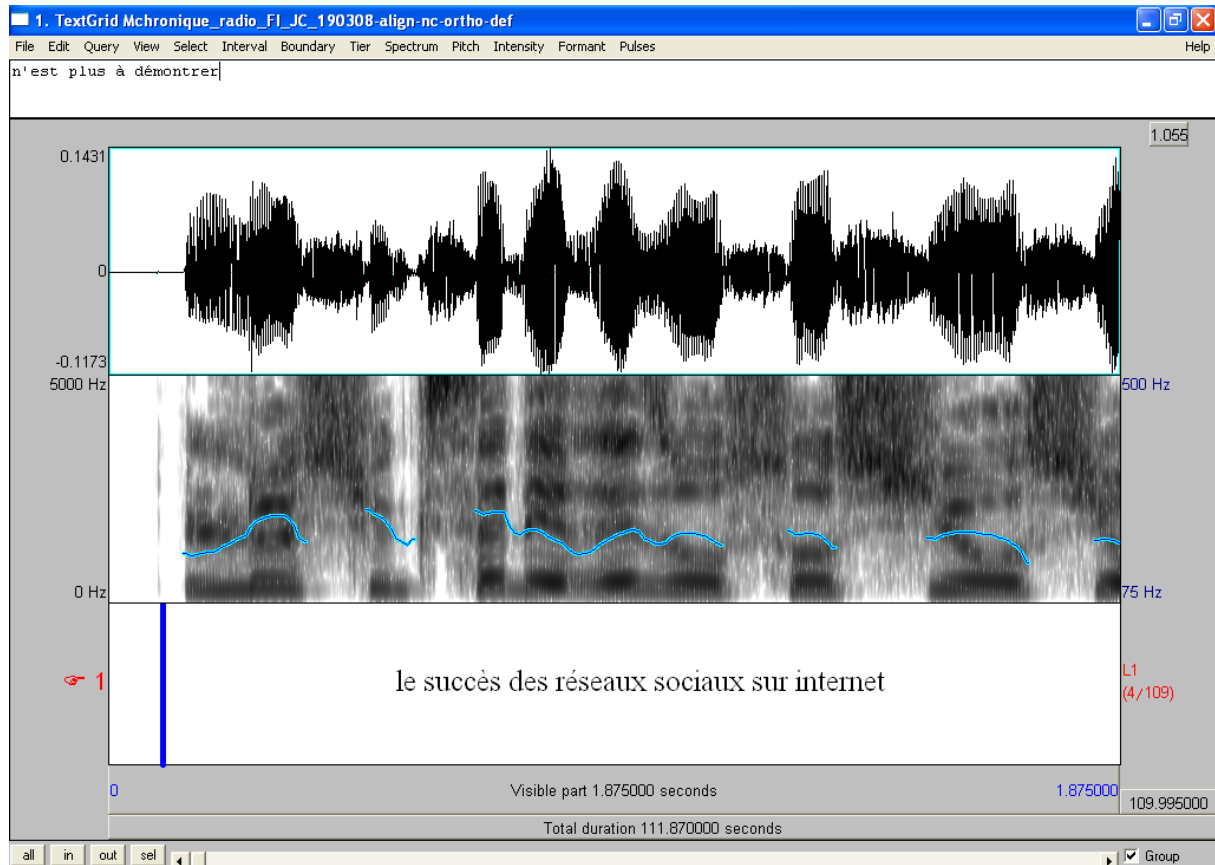 1. TextGrid Mchronique_radio_FI_JC_190308-align-nc-ortho-def
File Edit Query View Select Interval Boundary Tier Spectrum Pitch Intensity Formant Pulses Help
n'est plus à démontrer
1.055
0.1431
0
-0.1173
5000 Hz 500 Hz
0 Hz 75 Hz
1 le succès des réseaux sociaux sur internet L1
(4/109)
0 Visible part 1.875000 seconds 1.875000 109.995000
Total duration 111.870000 seconds
all in out sel Group